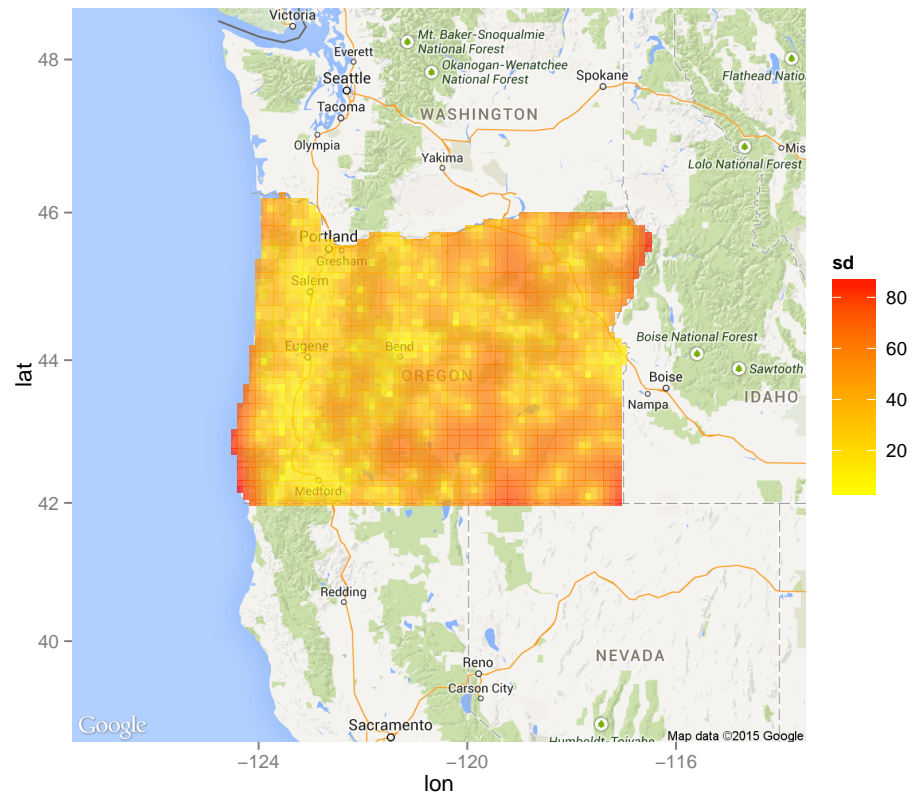 Victoria
Mt. Baker-Snoqualmie
National Forest
Everett
Okanogan-Wenatchee
National Forest
Seattle
Spokane
Flathead Natio
Tacoma
WASHINGTON
Olympia
Yakima
Mis
Lolo National Forest
Portland
Gresham
Salem
Eugene
Bend
OREGON
Boise National Forest
Sawtooth
Boise
Nampa
IDAHO
Medford
Redding
Reno
Carson City
NEVADA
Sacramento
Humboldt-Toiyabe
Google
Map data ©2015 Google
48
46
44
42
40
lat
−124
−120
−116
lon
sd
80
60
40
20